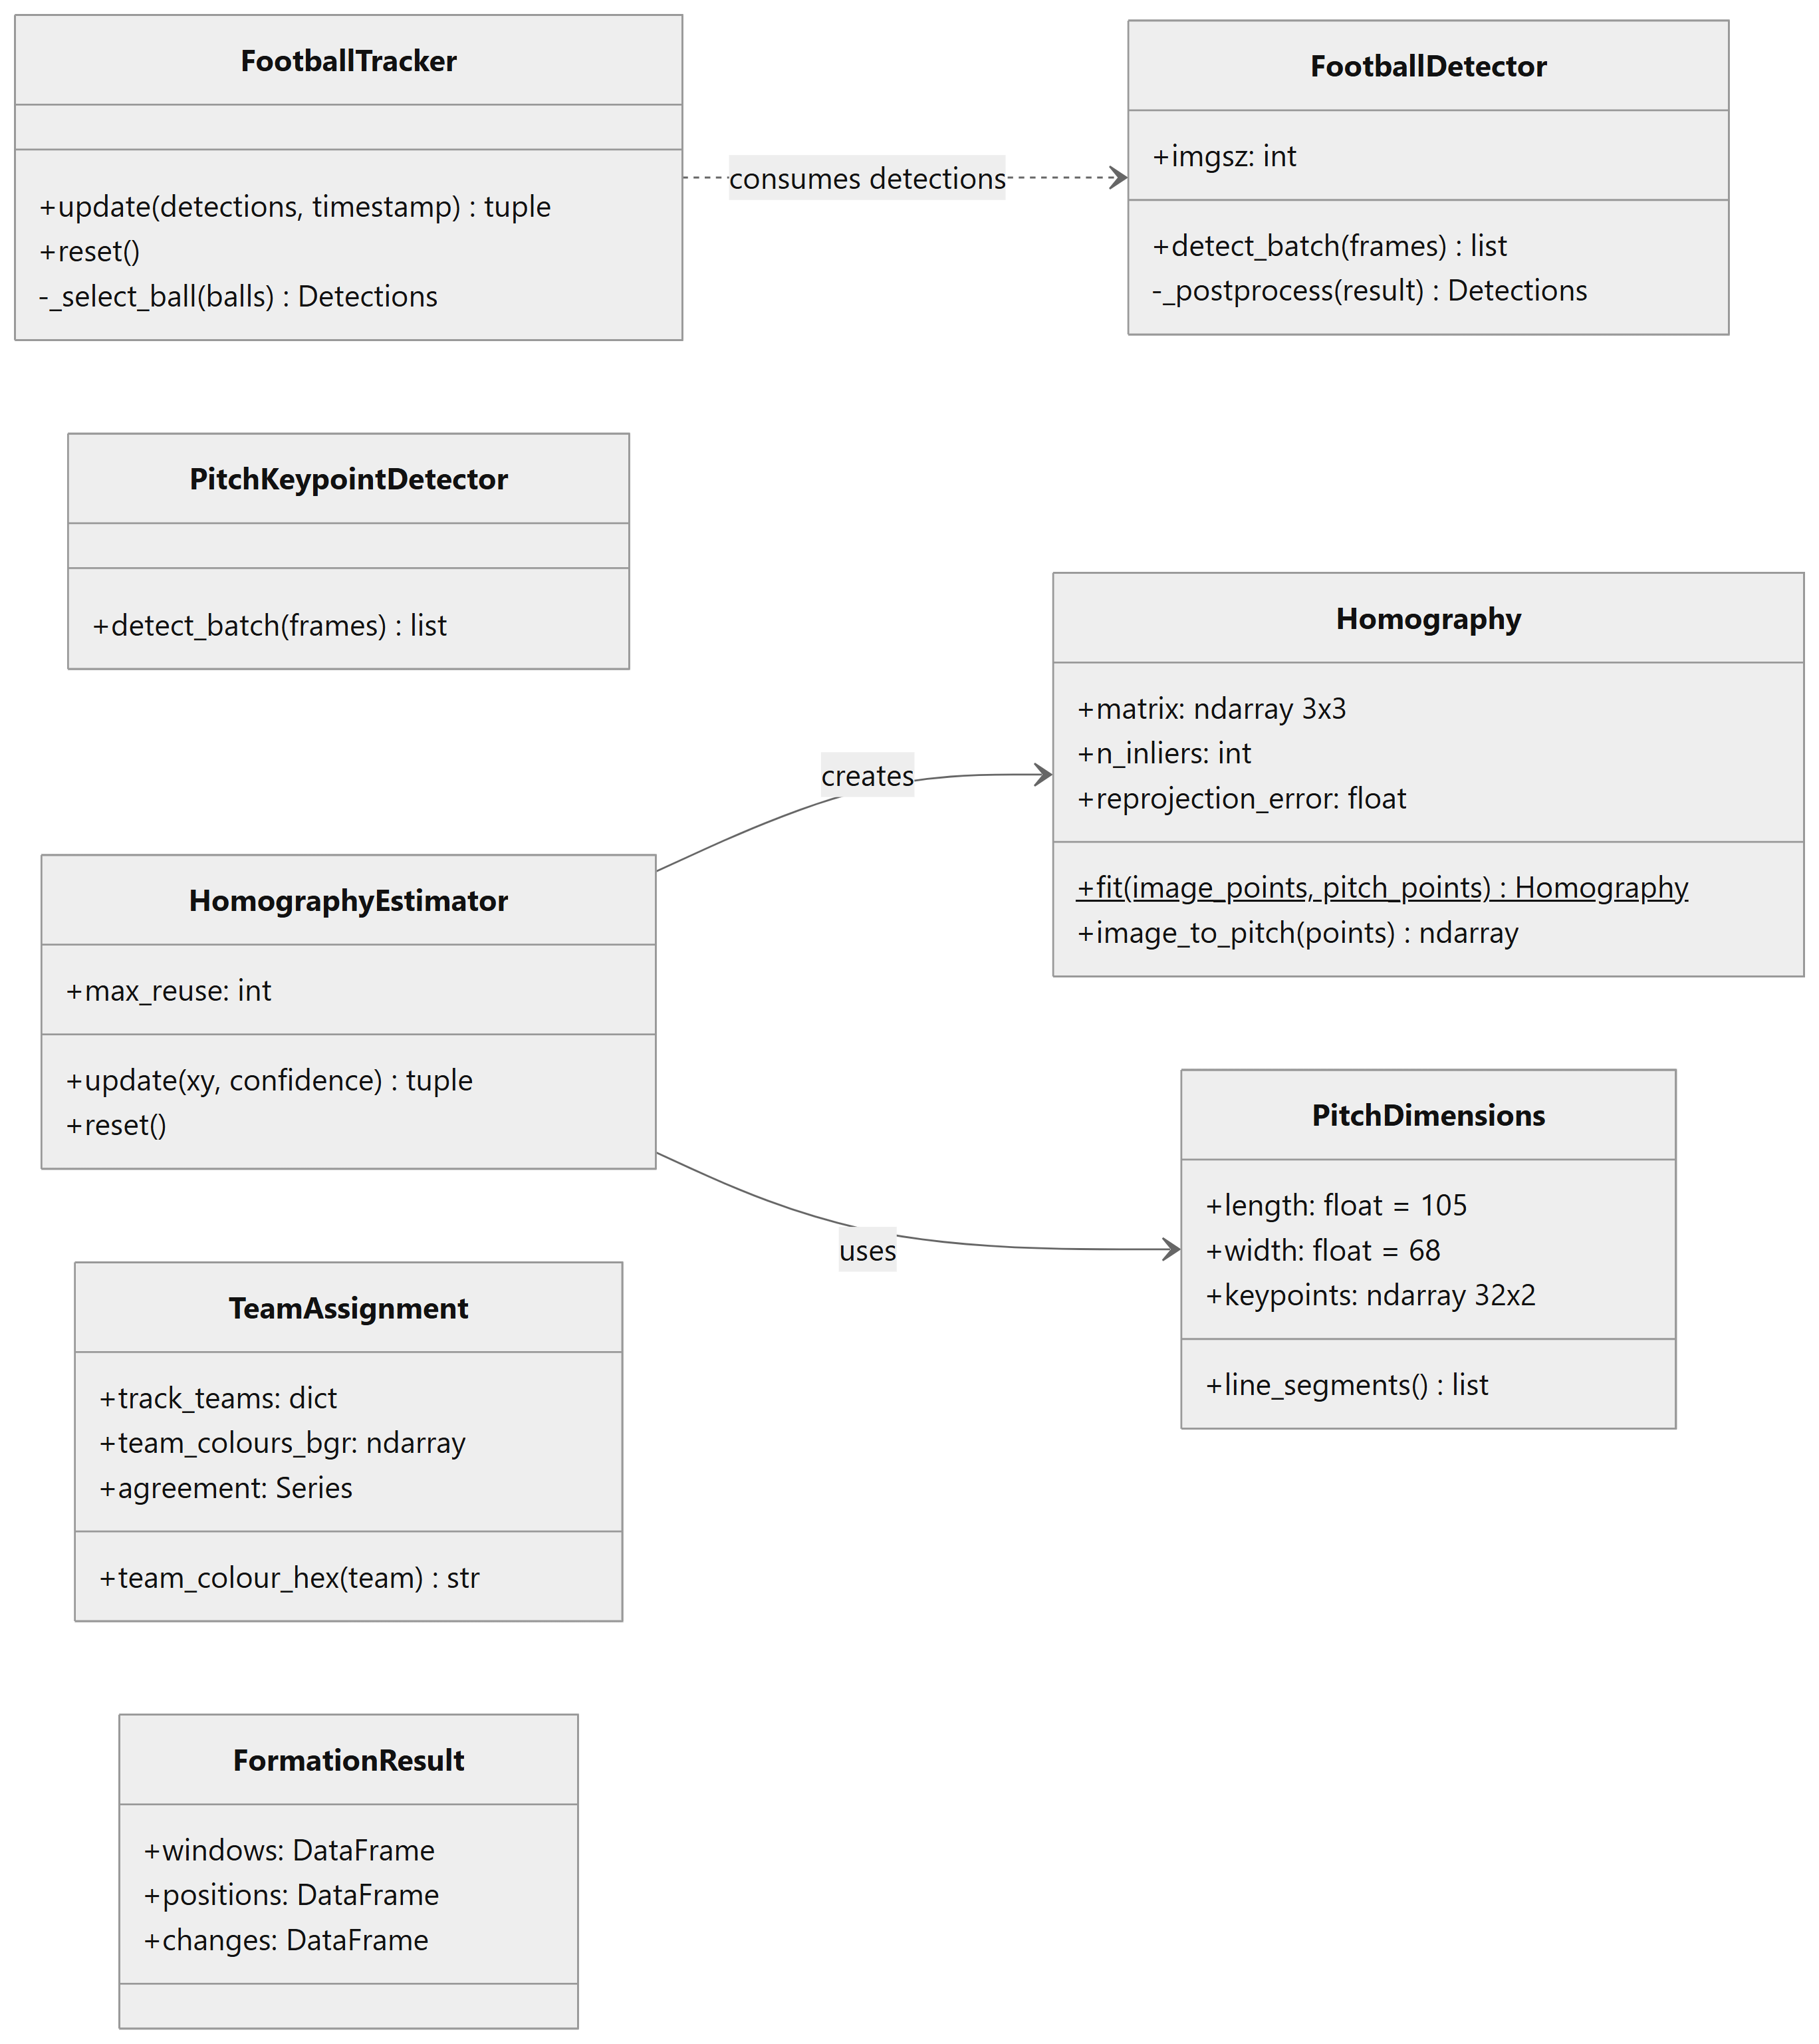 FootballTracker
+update(detections, timestamp) : tuple
+reset()
-_select_ball(balls) : Detections
consumes detections
FootballDetector
+imgsz: int
+detect_batch(frames) : list
-_postprocess(result) : Detections
PitchKeypointDetector
+detect_batch(frames) : list
Homography
+matrix: ndarray 3x3
+n_inliers: int
+reprojection_error: float
+fit(image_points, pitch_points) : Homography
+image_to_pitch(points) : ndarray
creates
HomographyEstimator
+max_reuse: int
+update(xy, confidence) : tuple
+reset()
uses
PitchDimensions
+length: float = 105
+width: float = 68
+keypoints: ndarray 32x2
+line_segments() : list
TeamAssignment
+track_teams: dict
+team_colours_bgr: ndarray
+agreement: Series
+team_colour_hex(team) : str
FormationResult
+windows: DataFrame
+positions: DataFrame
+changes: DataFrame